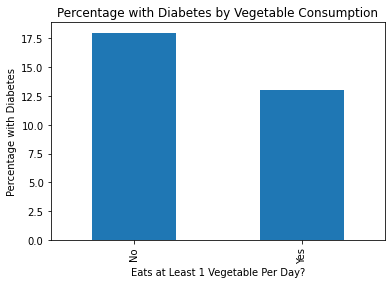 Percentage with Diabetes by Vegetable Consumption
17.5
15.0
12.5
10.0
7.5
5.0
2.5
0.0
Percentage with Diabetes
No
Yes
Eats at Least 1 Vegetable Per Day?